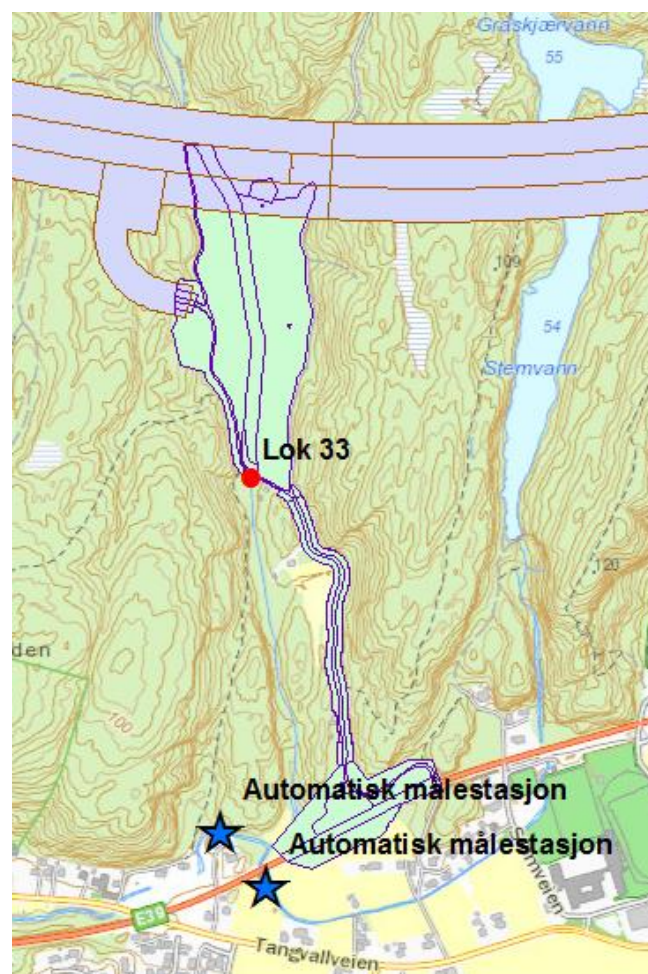 Gråskjærvann
55
109
54
Stemvann
Lok 33
120
den
100
Automatisk målestasjon
Automatisk målestasjon
E39
Tangvallveien